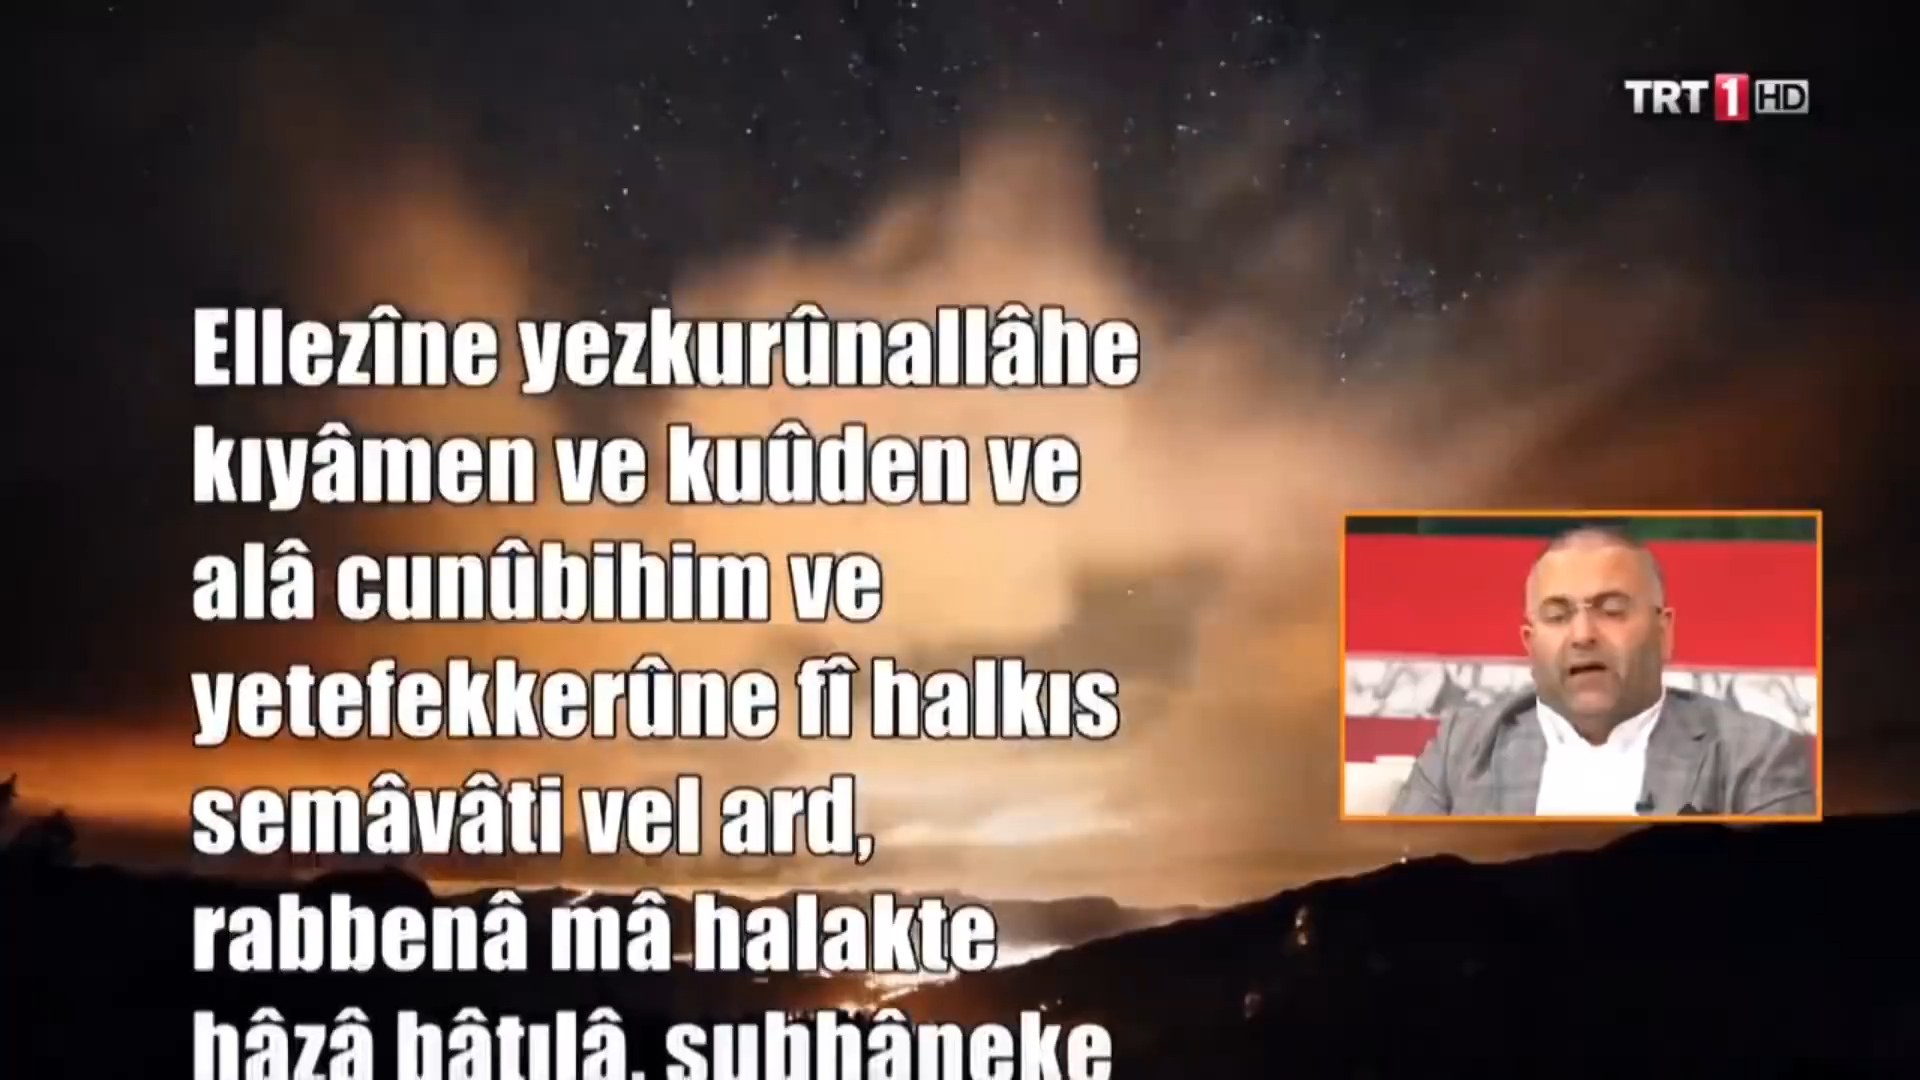 TRT 1 HD
Ellezîne yezkurûnallâhe
kıyâmen ve kuûden ve
alâ cunûbihim ve
yetefekkerûne fî halkıs
semâvâti vel ard,
rabbenâ mâ halakte
hâzâ bâtılâ, subhâneke